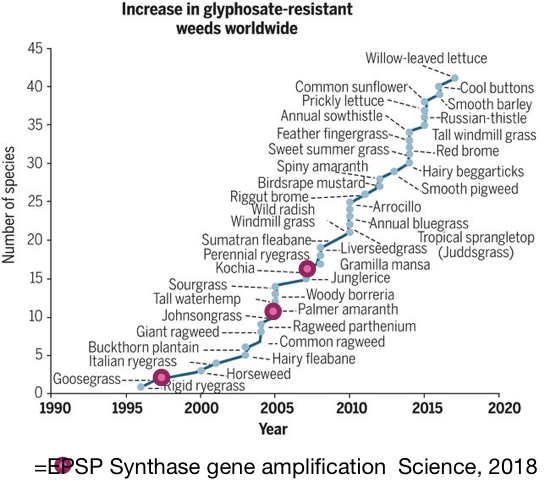 Increase in glyphosate-resistant
weeds worldwide
45
40
35
30
25
20
15
10
5
0
Number of species
Willow-leaved lettuce
Common sunflower
Cool buttons
Prickly lettuce
Smooth barley
Annual sowthistle
Russian-thistle
Feather fingergrass
Tall windmill grass
Sweet summer grass
Red brome
Spiny amaranth
Hairy beggarticks
Birdsrape mustard
Smooth pigweed
Riggut brome
Wild radish
Arrocillo
Windmill grass
Annual bluegrass
Sumatran fleabane
Tropical sprangletop
(Juddsgrass)
Perennial ryegrass
Liverseedgrass
Kochia
Gramilla mansa
Sourgrass
Junglerice
Tall waterhemp
Woody borreria
Johnsongrass
Palmer amaranth
Giant ragweed
Ragweed parthenium
Buckthorn plantain
Common ragweed
Italian ryegrass
Hairy fleabane
Goosegrass
Horseweed
Rigid ryegrass
1990 1995 2000 2005 2010 2015 2020
Year
=EPSP Synthase gene amplification Science, 2018